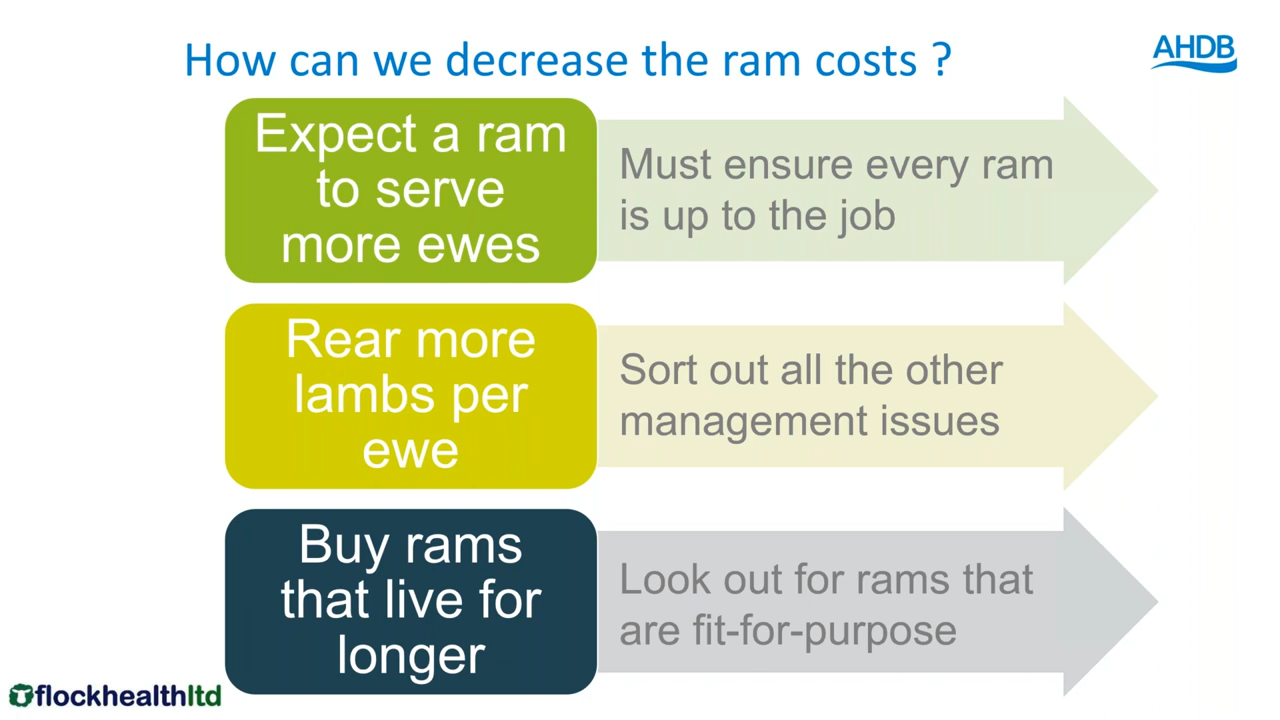 How can we decrease the ram costs ?
AHDB
Expect a ram
to serve
more ewes
Must ensure every ram
is up to the job
Rear more
lambs per
ewe
Sort out all the other
management issues
Buy rams
that live for
longer
Look out for rams that
are fit-for-purpose
flockhealthltd